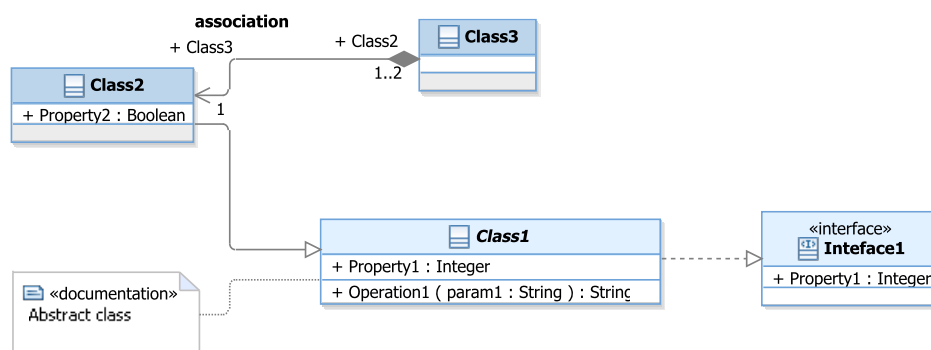 association
+ Class3
+ Class2
Class3
1..2
Class2
1
+ Property2 : Boolean
Class1
+ Property1 : Integer
+ Operation1 ( param1 : String ) : String
«interface»
Inteface1
+ Property1 : Integer
«documentation»
Abstract class